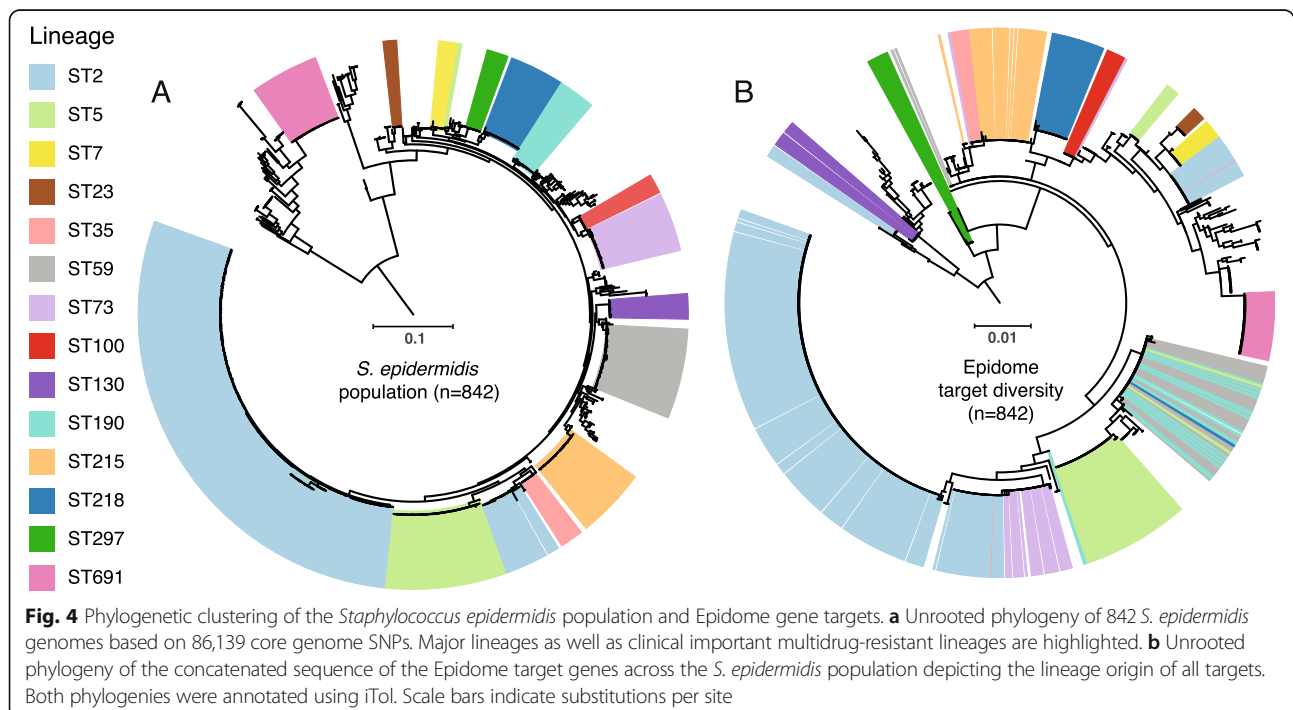 Lineage
ST2
ST5
ST7
ST23
ST35
ST59
ST73
ST100
ST130
ST190
ST215
ST218
ST297
ST691
A
0.1
S. epidermidis
population (n=842)
B
0.01
Epidome
target diversity
(n=842)
Fig. 4 Phylogenetic clustering of the Staphylococcus epidermidis population and Epidome gene targets. a Unrooted phylogeny of 842 S. epidermidis
genomes based on 86,139 core genome SNPs. Major lineages as well as clinical important multidrug-resistant lineages are highlighted. b Unrooted
phylogeny of the concatenated sequence of the Epidome target genes across the S. epidermidis population depicting the lineage origin of all targets.
Both phylogenies were annotated using iTol. Scale bars indicate substitutions per site